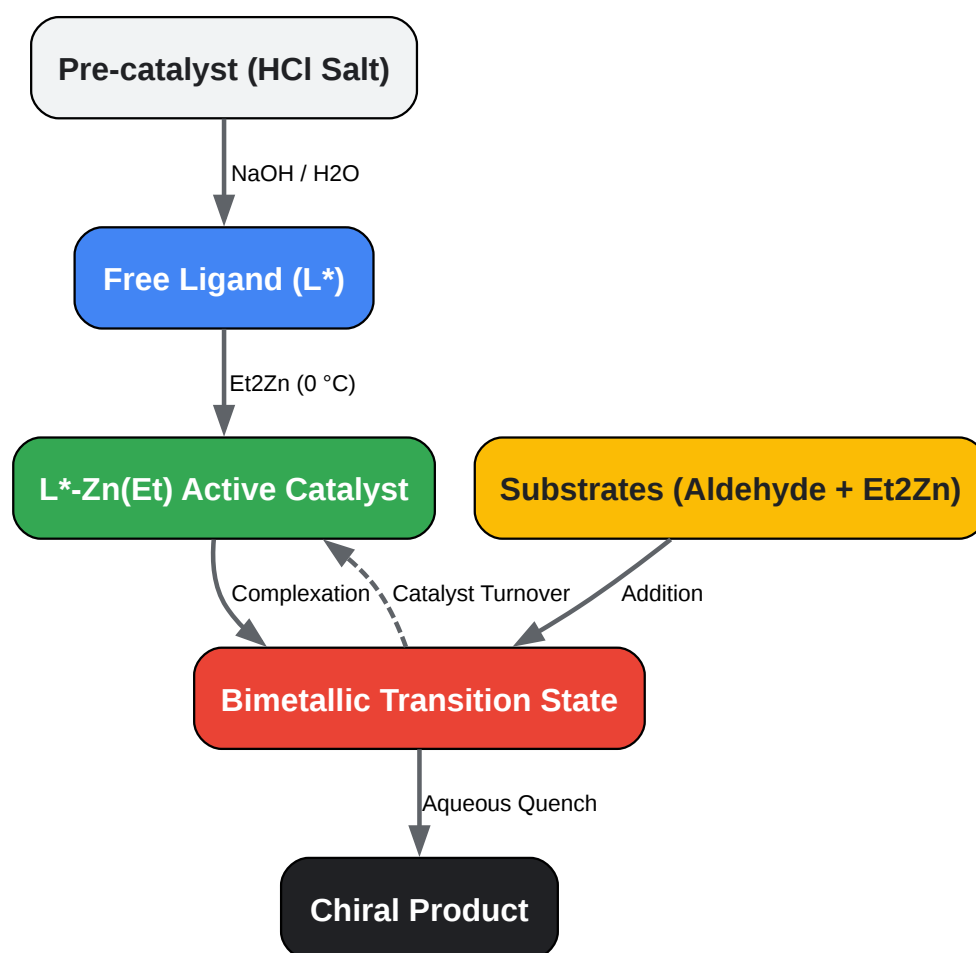 Pre-catalyst (HCl Salt)
NaOH / H2O
Free Ligand (L*)
Et2Zn (0 °C)
L*-Zn(Et) Active Catalyst
Substrates (Aldehyde + Et2Zn)
Complexation
Catalyst Turnover
Addition
Bimetallic Transition State
Aqueous Quench
Chiral Product